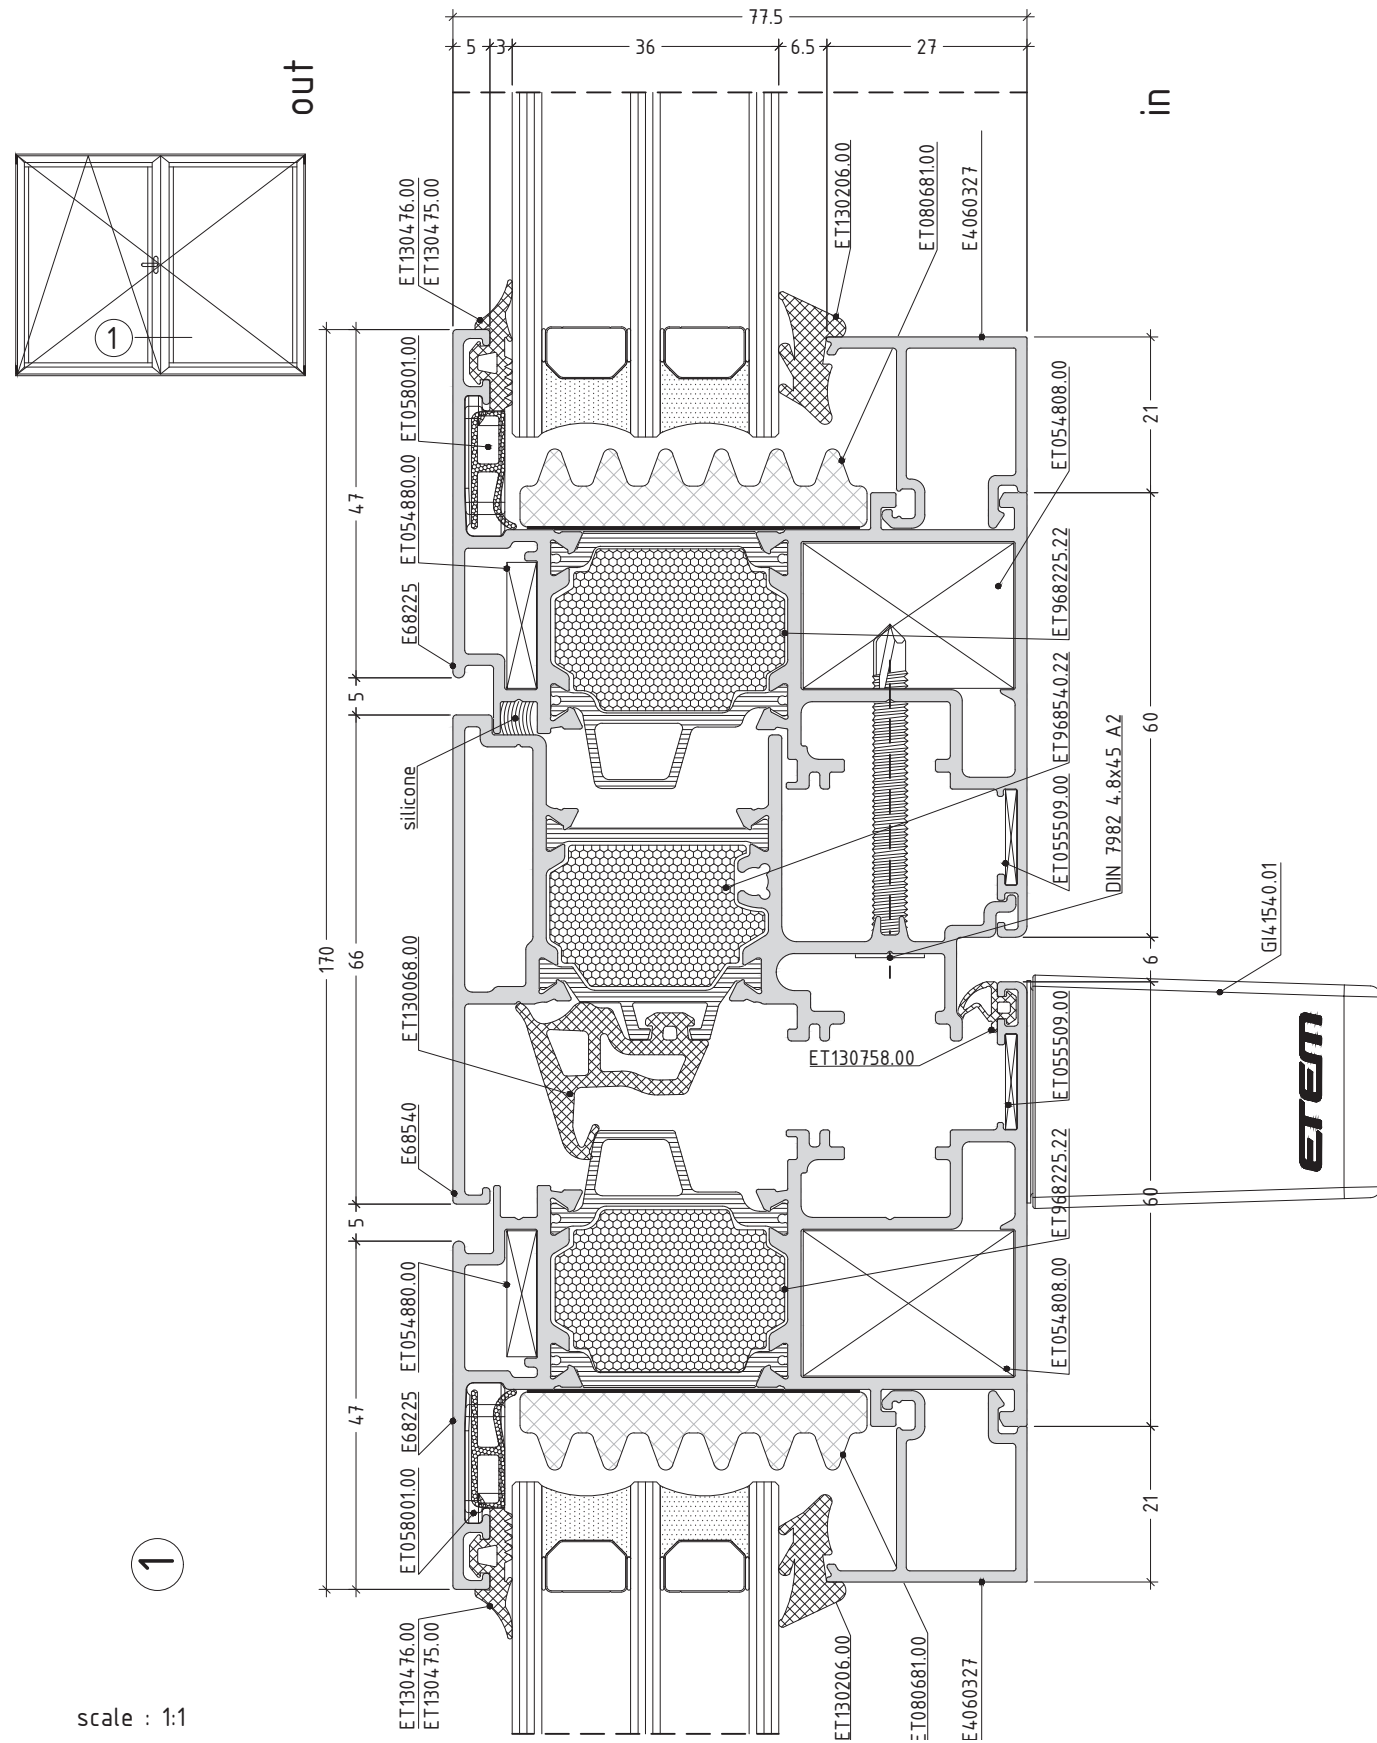 77.5
5
3
36
6.5
27
out
in
ET130476.00
ET130475.00
ET130206.00
ET080681.00
E4060327
1
ET058001.00
ET054880.00
E68225
ET054808.00
21
47
ET968225.22
5
silicone
ET968540.22
60
ET055509.00
DIN 7982 4.8x45 A2
GI41540.01
170
66
6
ET130068.00
ET130758.00
ET055509.00
ETEM
E68540
ET968225.22
60
5
ET054880.00
ET054808.00
E68225
47
ET058001.00
21
1
ET130476.00
ET130475.00
ET130206.00
ET080681.00
E4060327
scale : 1:1